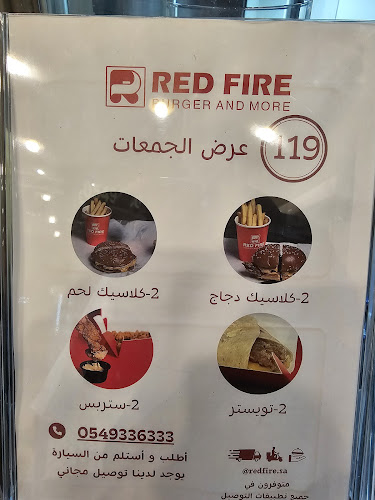 RED FIRE
BURGER AND MORE
عرض الجمعات 119
2-كلاسيك دجاج
2-كلاسيك لحم
2-تويستر
2-ستربس
0549336333
أطلب و أستلم من السيارة
يوجد لدينا توصيل مجاني
@redfire.sa
متوفرون في
جميع تطبيقات التوصيل